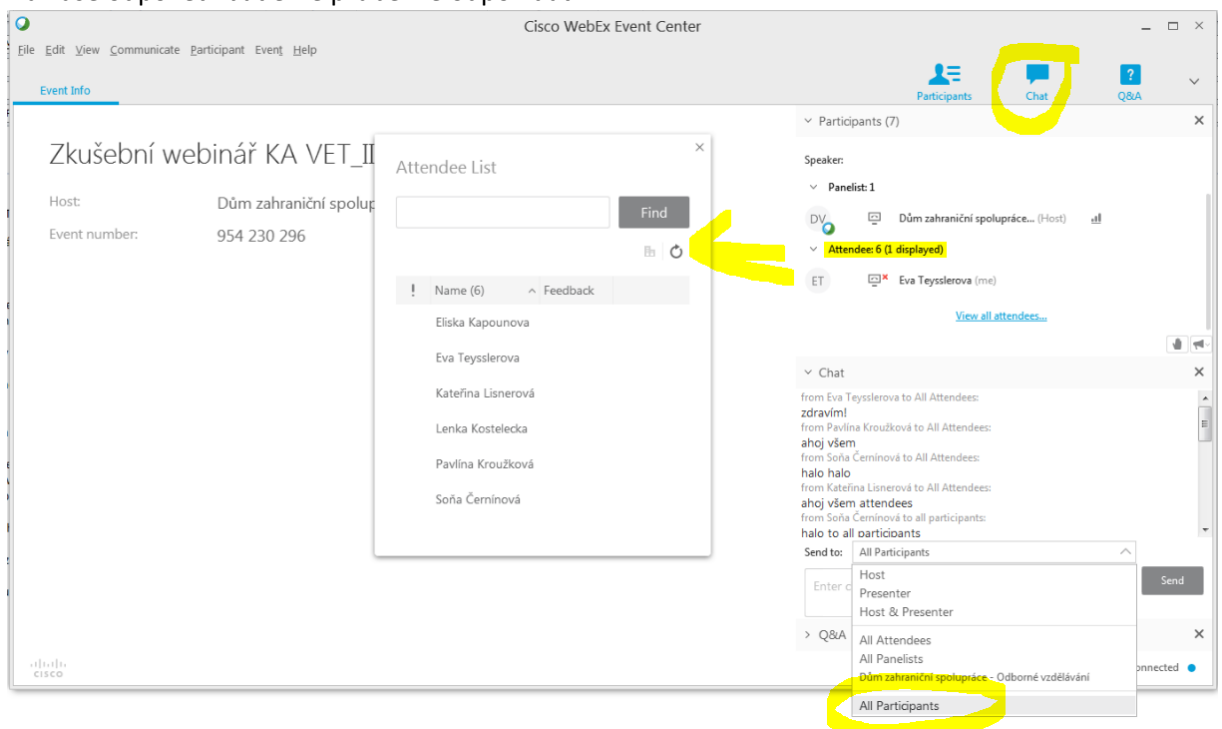 Cisco WebEx Event Center
File Edit View Communicate Participant Event Help
Event Info
Participants
Chat
Q&A
Zkušební webinář KA VET_II
Host:
Dům zahraniční spolup
Event number:
954 230 296
Attendee List
Find
! Name (6) Feedback
Eliska Kapounova
Eva Teysslerova
Kateřina Lisnerová
Lenka Kostelecka
Pavlína Kroužková
Soňa Černínová
Participants (7)
Speaker:
Panelist: 1
DV
Dům zahraniční spolupráce... (Host)
Attendee: 6 (1 displayed)
ET
Eva Teysslerova (me)
View all attendees...
Chat
from Eva Teysslerova to All Attendees:
zdravím!
from Pavlína Kroužková to All Attendees:
ahoj všem
from Soňa Černínová to All Attendees:
halo halo
from Kateřina Lisnerová to All Attendees:
ahoj všem attendees
from Soňa Černínová to all participants:
halo to all participants
Send to: All Participants
Enter c
Send
Host
Presenter
Host & Presenter
All Attendees
All Panelists
Dům zahraniční spolupráce - Odborné vzdělávání
All Participants
Q&A
onnected
CISCO